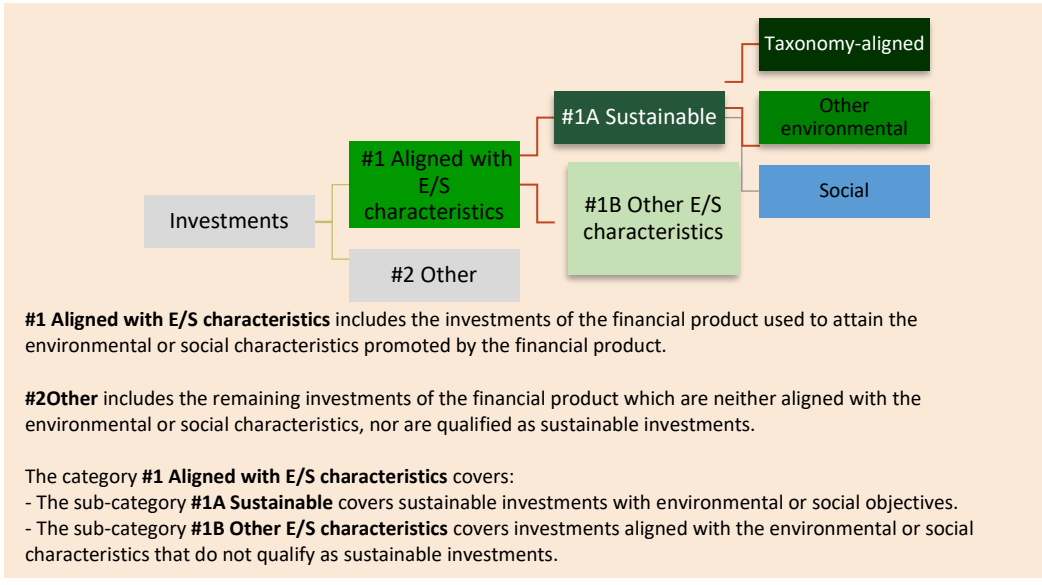 Taxonomy-aligned
#1A Sustainable
Other
environmental
#1 Aligned with
E/S
characteristics
Social
#1B Other E/S
characteristics
Investments
#2 Other
#1 Aligned with E/S characteristics includes the investments of the financial product used to attain the
environmental or social characteristics promoted by the financial product.
#2Other includes the remaining investments of the financial product which are neither aligned with the
environmental or social characteristics, nor are qualified as sustainable investments.
The category #1 Aligned with E/S characteristics covers:
- The sub-category #1A Sustainable covers sustainable investments with environmental or social objectives.
- The sub-category #1B Other E/S characteristics covers investments aligned with the environmental or social
characteristics that do not qualify as sustainable investments.